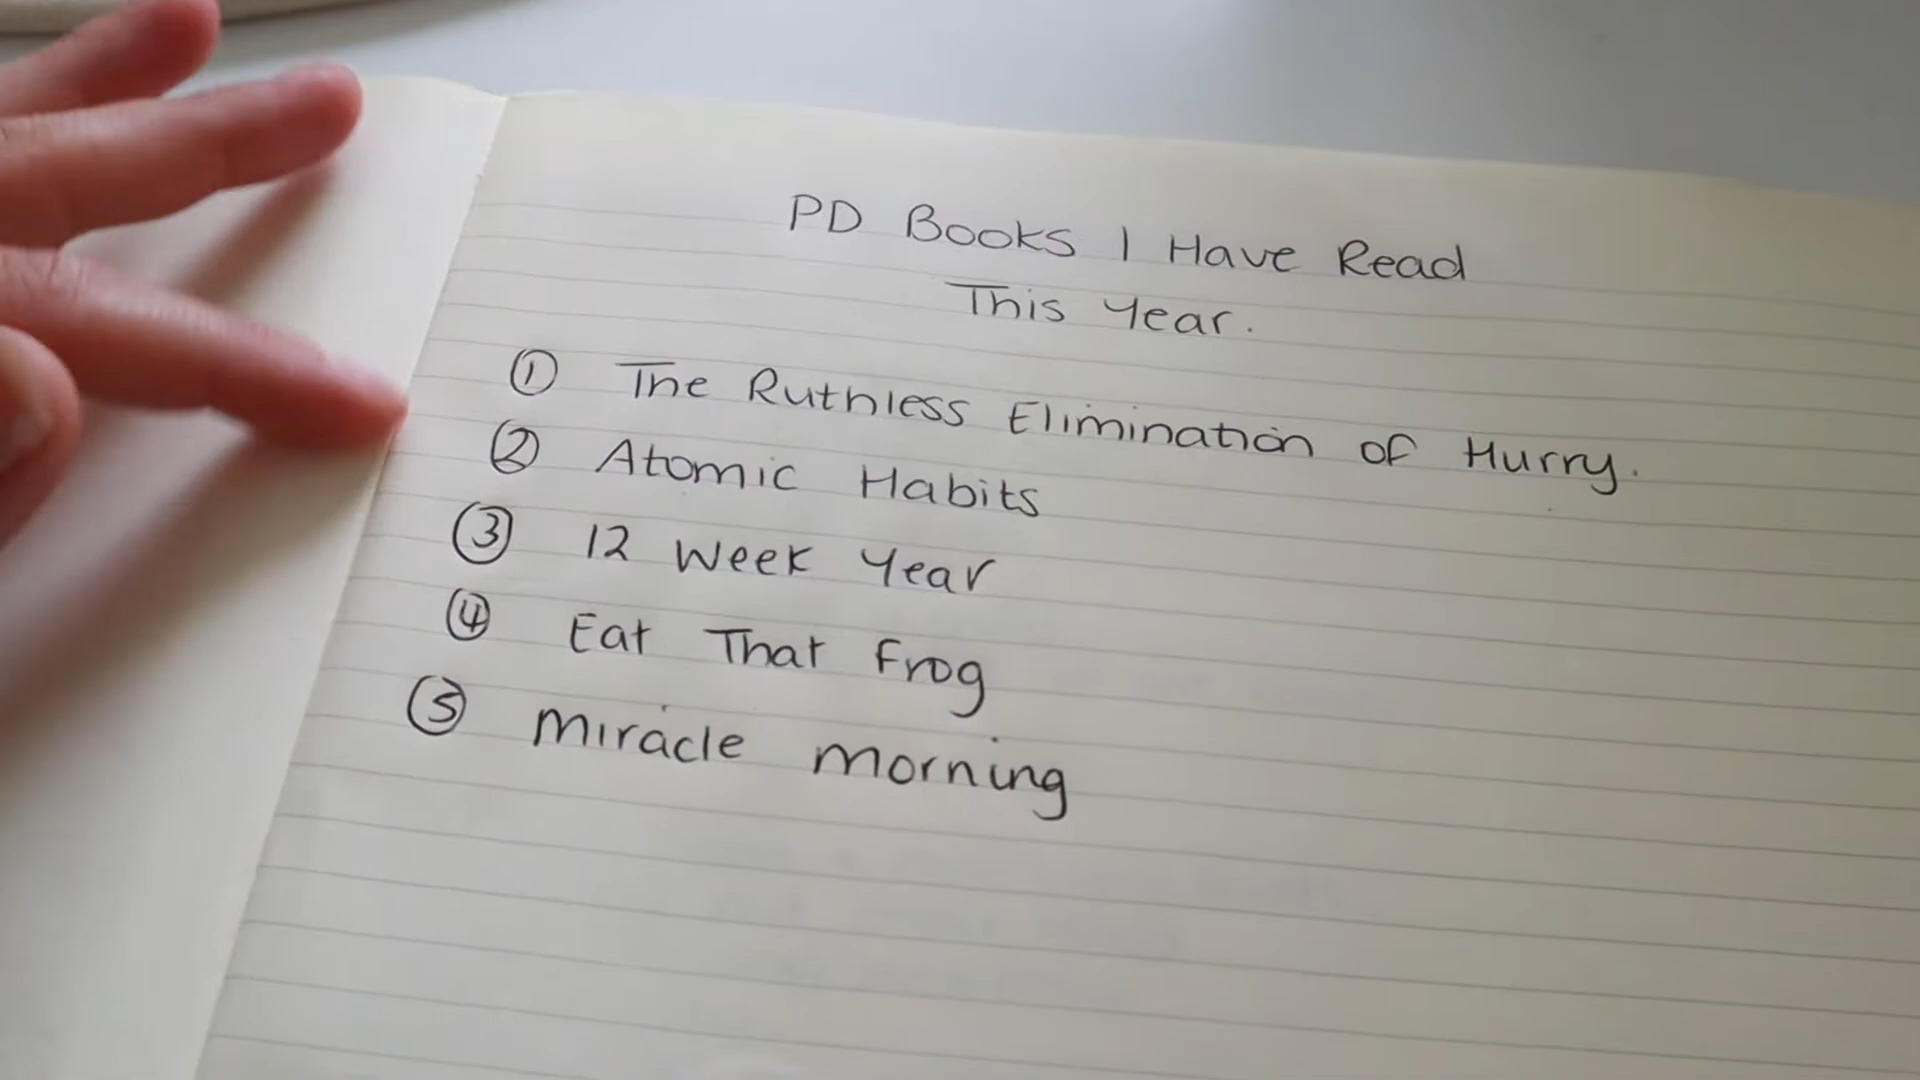 PD Books I Have Read
This Year.
① The Ruthless Elimination of Hurry.
② Atomic Habits
③ 12 Week Year
④ Eat That Frog
⑤ Miracle Morning